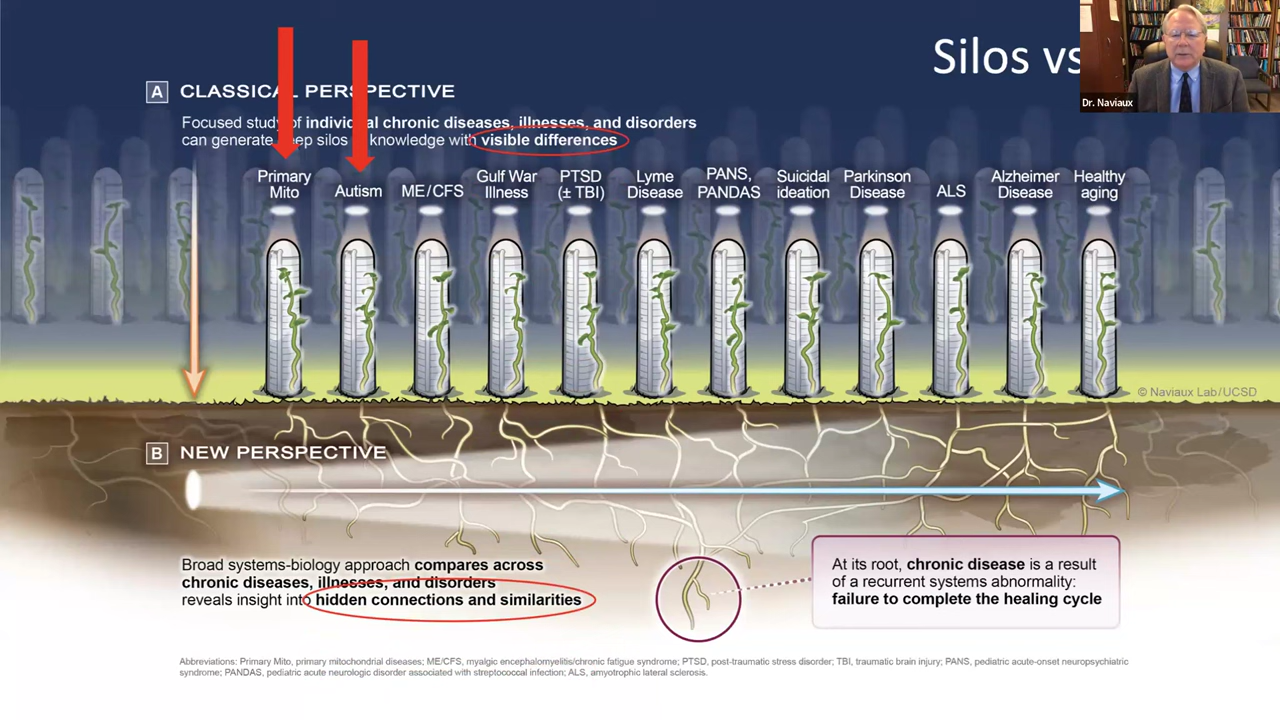 Silos vs
Dr. Naviaux
A CLASSICAL PERSPECTIVE
Focused study of individual chronic diseases, illnesses, and disorders
can generate deep silos of knowledge with visible differences
Primary
Mito
Autism
ME/CFS
Gulf War
Illness
PTSD
(± TBI)
Lyme
Disease
PANS,
PANDAS
Suicidal
ideation
Parkinson
Disease
ALS
Alzheimer
Disease
Healthy
aging
© Naviaux Lab/UCSD
B NEW PERSPECTIVE
Broad systems-biology approach compares across
chronic diseases, illnesses, and disorders
reveals insight into hidden connections and similarities
At its root, chronic disease is a result
of a recurrent systems abnormality:
failure to complete the healing cycle
Abbreviations: Primary Mito, primary mitochondrial diseases; ME/CFS, myalgic encephalomyelitis/chronic fatigue syndrome; PTSD, post-traumatic stress disorder; TBI, traumatic brain injury; PANS, pediatric acute-onset neuropsychiatric
syndrome; PANDAS, pediatric acute neurologic disorder associated with streptococcal infection; ALS, amyotrophic lateral sclerosis.